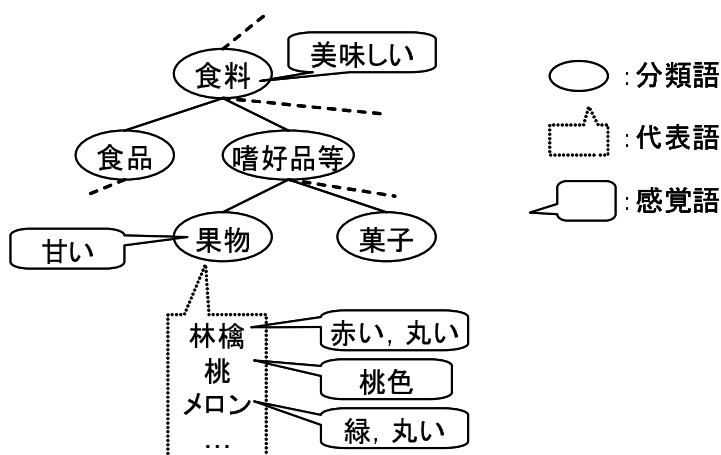 美味しい
食料
：分類語
食品
嗜好品等
：代表語
甘い
果物
菓子
：感覚語
林檎
赤い，丸い
桃
桃色
メロン
緑，丸い
…